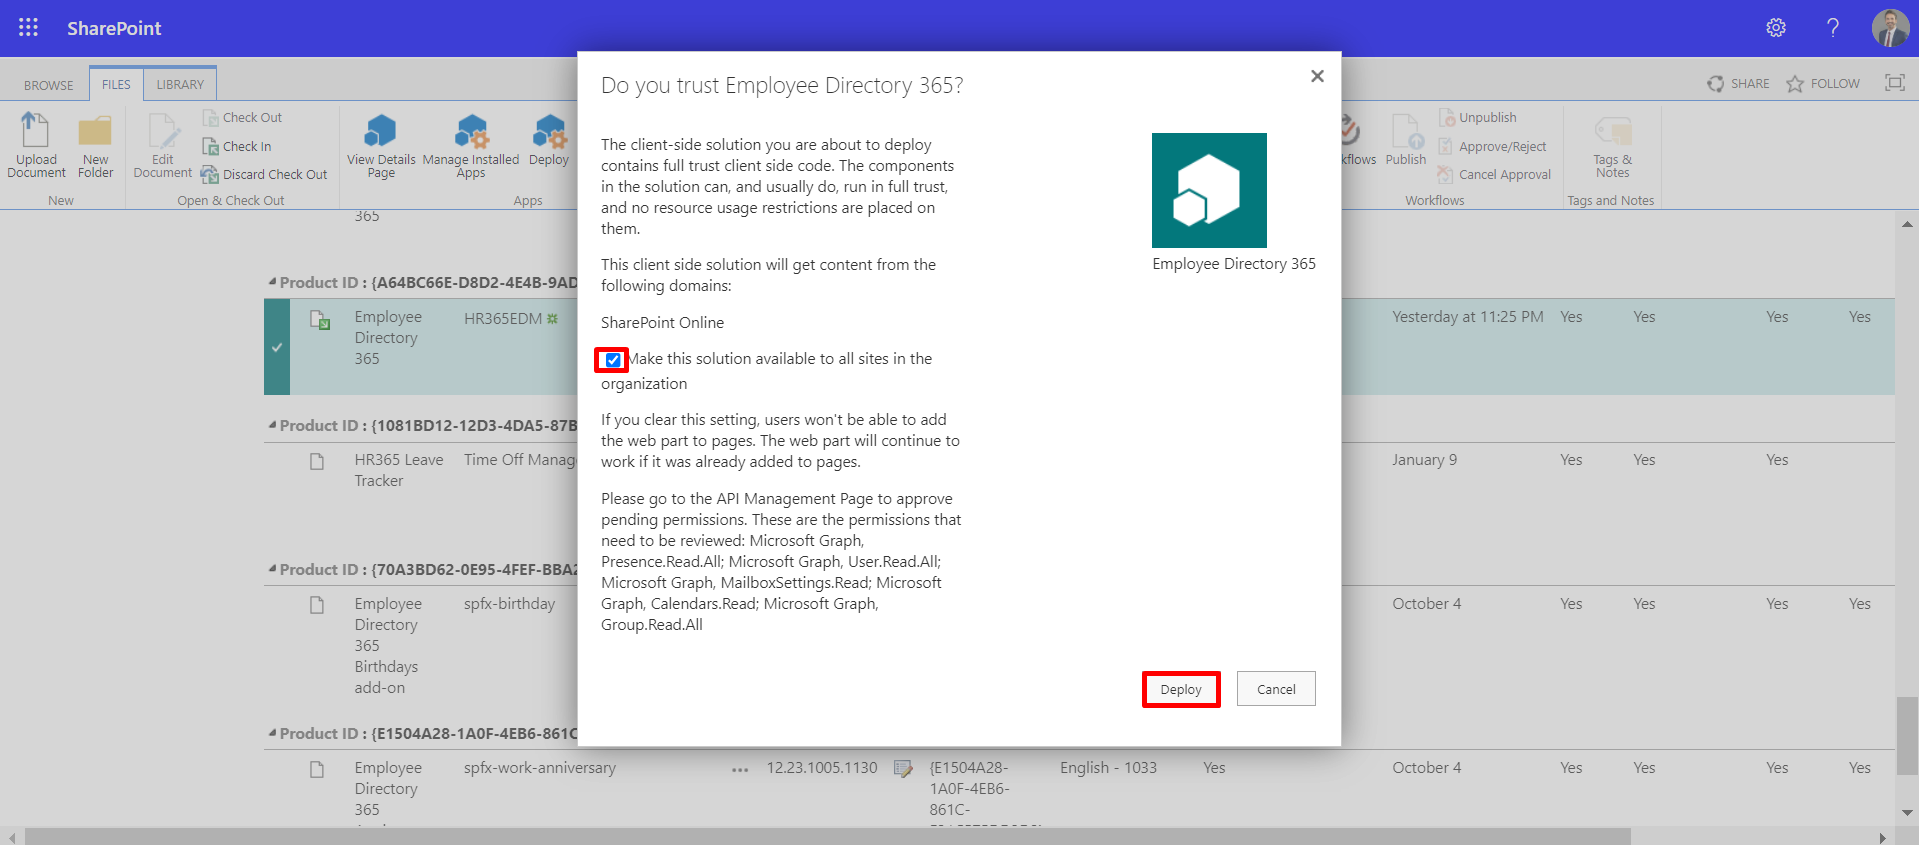 SharePoint
BROWSE FILES LIBRARY
SHARE FOLLOW
Upload Document
New Folder
New
Edit Document
Check Out
Check In
Discard Check Out
Open & Check Out
View Details Page
Manage Installed Apps
Deploy
Apps
Publish
Unpublish
Approve/Reject
Cancel Approval
Workflows
Tags & Notes
Tags and Notes
365
Do you trust Employee Directory 365?
The client-side solution you are about to deploy
contains full trust client side code. The components
in the solution can, and usually do, run in full trust,
and no resource usage restrictions are placed on
them.
This client side solution will get content from the
following domains:
SharePoint Online
Make this solution available to all sites in the
organization
If you clear this setting, users won't be able to add
the web part to pages. The web part will continue to
work if it was already added to pages.
Please go to the API Management Page to approve
pending permissions. These are the permissions that
need to be reviewed: Microsoft Graph,
Presence.Read.All; Microsoft Graph, User.Read.All;
Microsoft Graph, MailboxSettings.Read; Microsoft
Graph, Calendars.Read; Microsoft Graph,
Group.Read.All
Employee Directory 365
Deploy Cancel
Product ID : {A64BC66E-D8D2-4E4B-9AD
Employee HR365EDM Yesterday at 11:25 PM Yes Yes Yes Yes
Directory
365
Product ID : {1081BD12-12D3-4DA5-87B
HR365 Leave Time Off Manag January 9 Yes Yes Yes
Tracker
Product ID : {70A3BD62-0E95-4FEF-BBA2
Employee spfx-birthday October 4 Yes Yes Yes Yes
Directory
365
Birthdays
add-on
Product ID : {E1504A28-1A0F-4EB6-861C
Employee spfx-work-anniversary 12.23.1005.1130 {E1504A28- English - 1033 Yes October 4 Yes Yes Yes Yes
Directory 1A0F-4EB6-
365 861C-